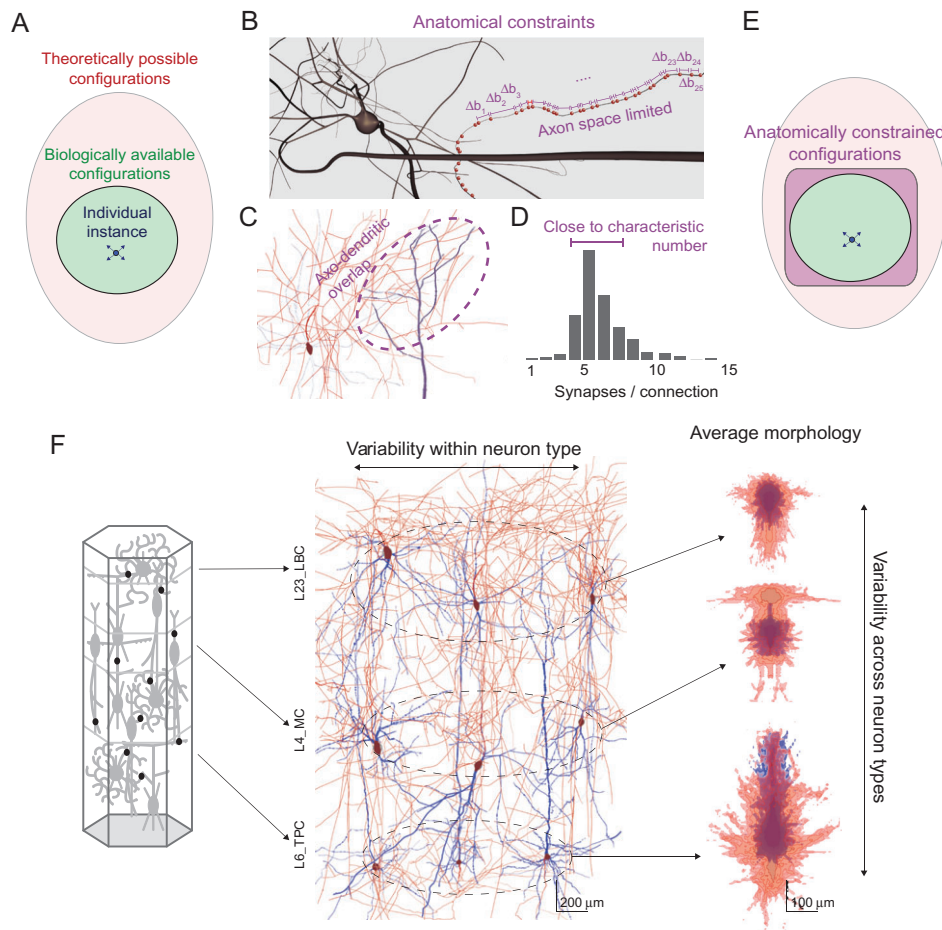 A
Theoretically possible
configurations
Biologically available
configurations
Individual
instance
B
Anatomical constraints
Δb1
Δb2
Δb3
....
Δb23
Δb24
Δb25
Axon space limited
C
Axo-dendritic
overlap
D
Close to characteristic
number
1
5
10
15
Synapses / connection
E
Anatomically constrained
configurations
F
Variability within neuron type
Average morphology
L23_LBC
L4_MC
L6_TPC
Variability across neuron types
200 μm
100 μm